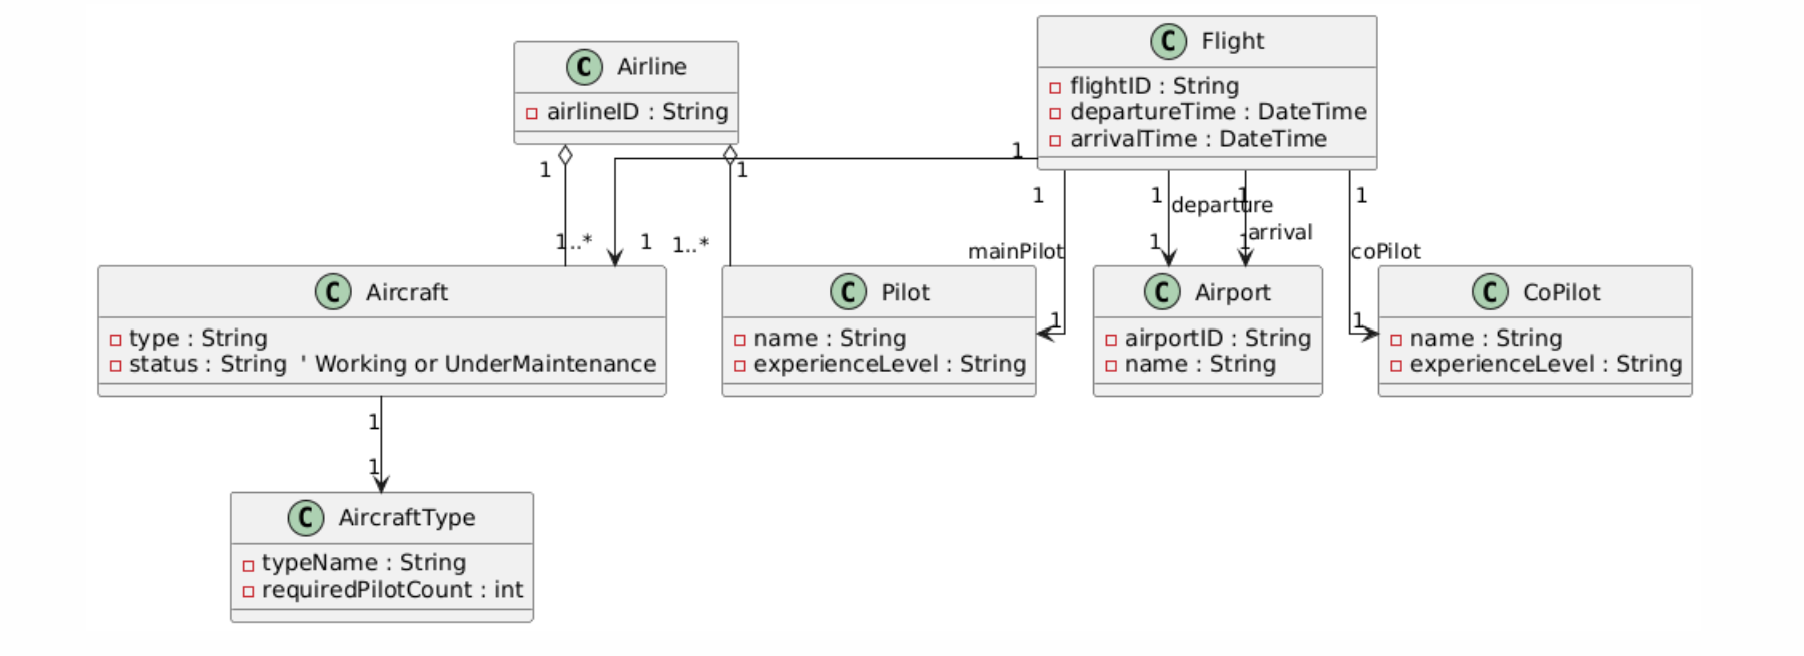 C Airline
airlineID : String
C Flight
flightID : String
departureTime : DateTime
arrivalTime : DateTime
1
1
1
1
1
1
1
departure
arrival
mainPilot
coPilot
1..*
1
1..*
1
1
1
1
C Aircraft
type : String
status : String ' Working or UnderMaintenance
C Pilot
name : String
experienceLevel : String
C Airport
airportID : String
name : String
C CoPilot
name : String
experienceLevel : String
1
1
C AircraftType
typeName : String
requiredPilotCount : int